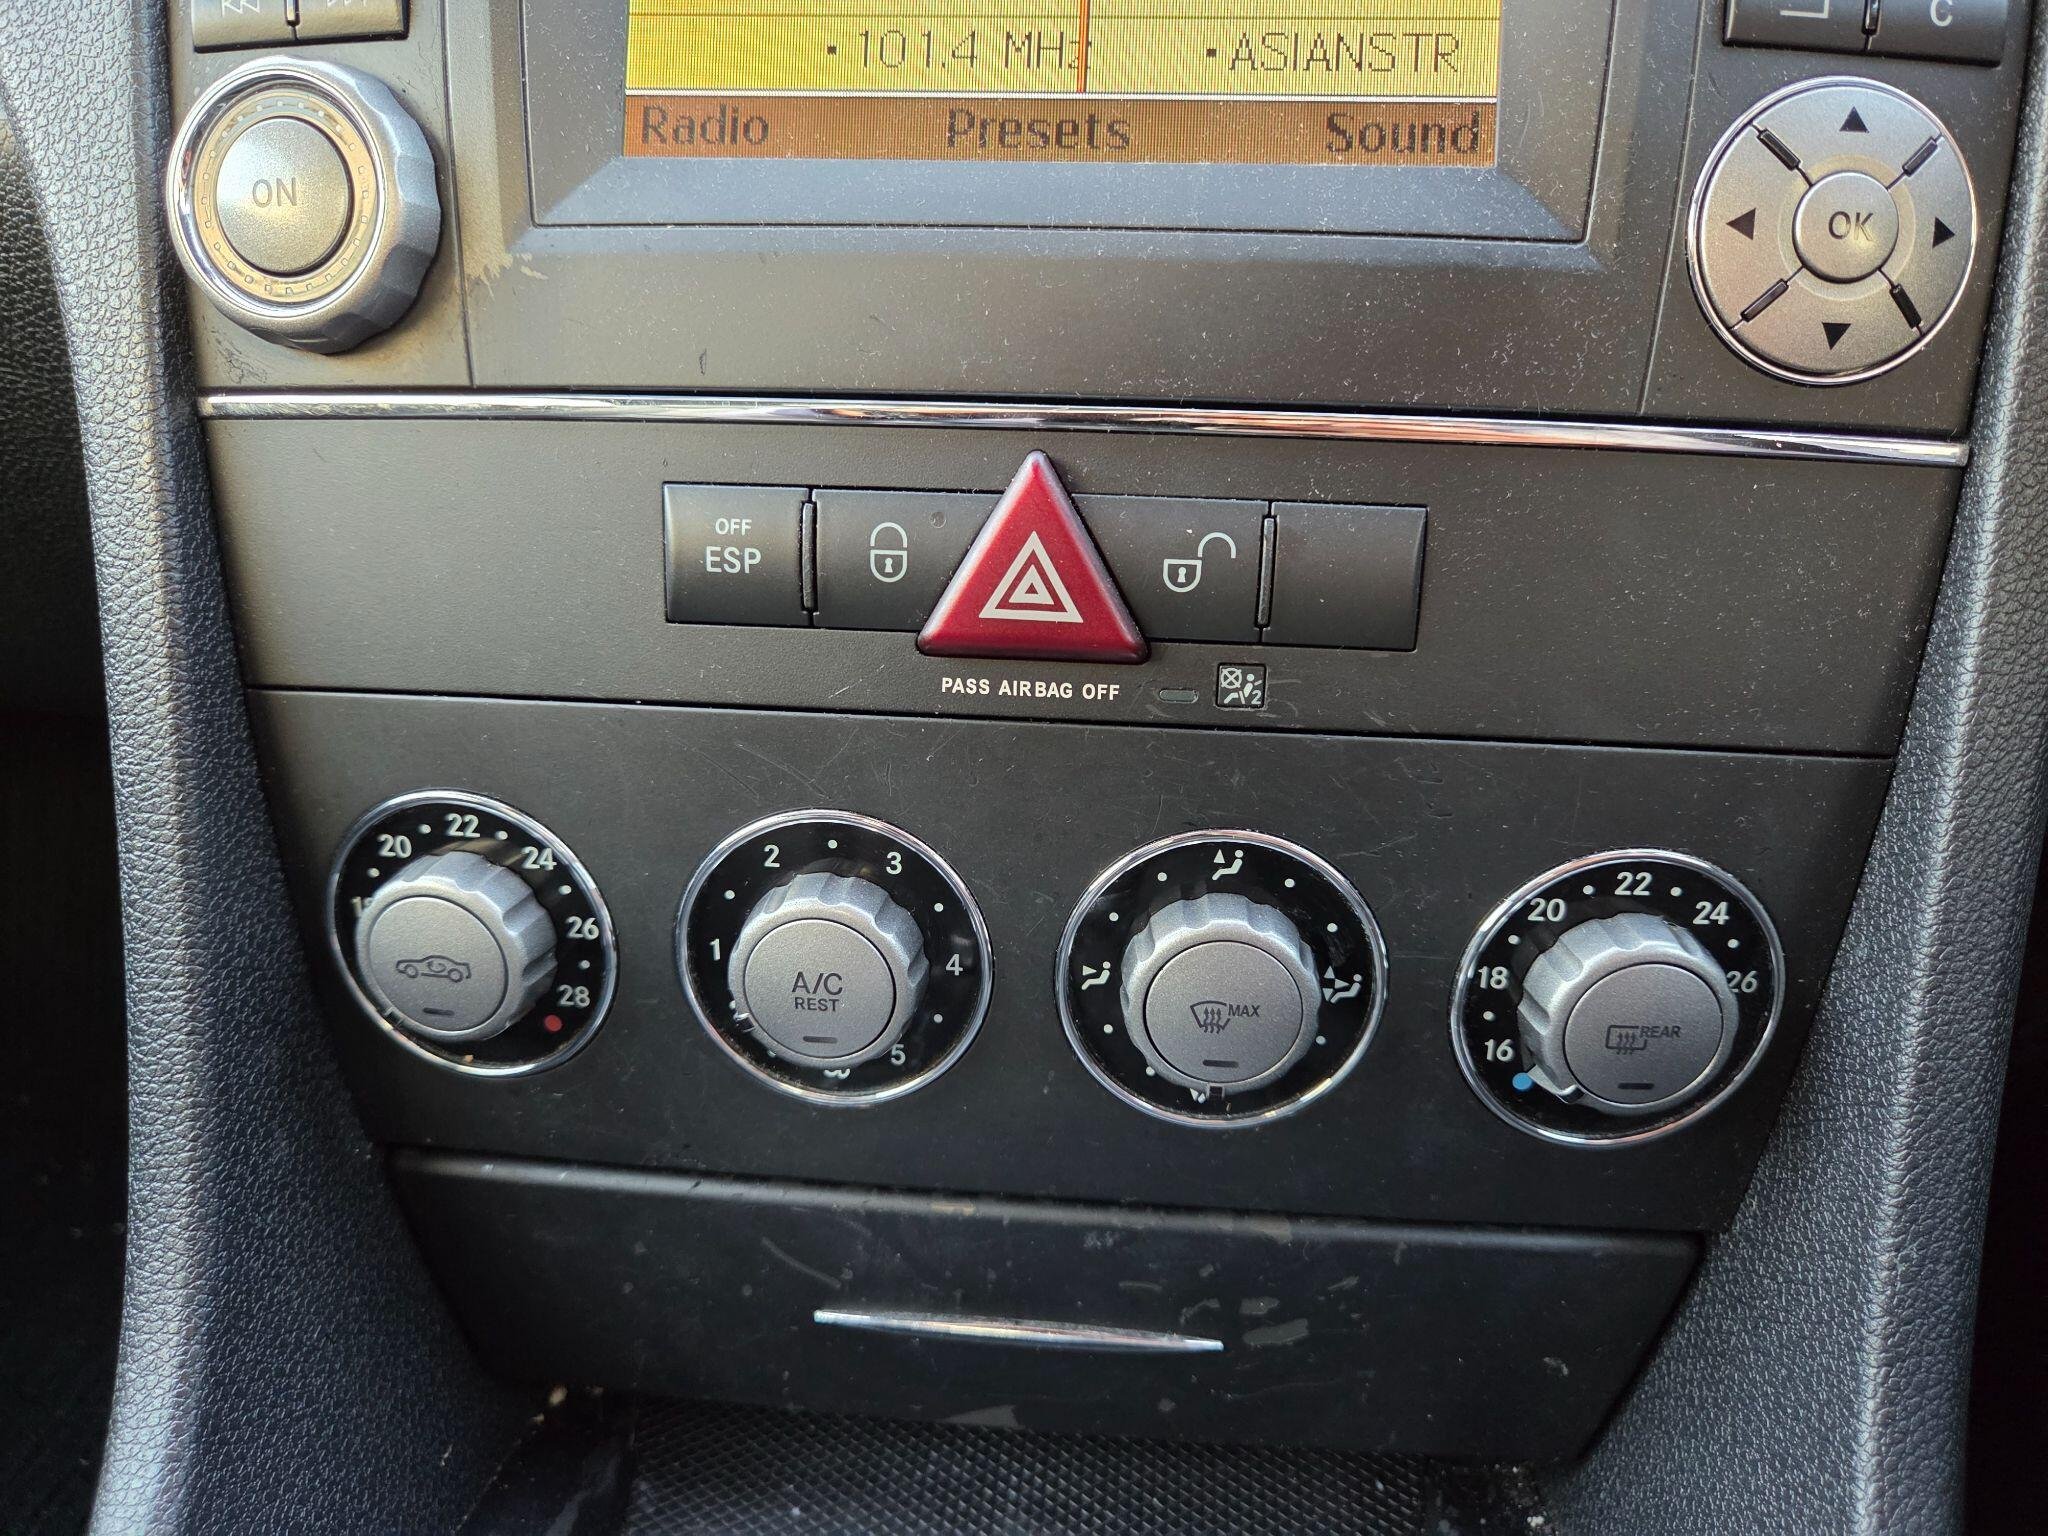 C
101.4 MHz ASIANSTR
Radio Presets Sound
ON
OK
OFF
ESP
PASS AIRBAG OFF
2
20 22 24 26 28
1 2 3 4 5
A/C
REST
MAX
16 18 20 22 24 26
REAR